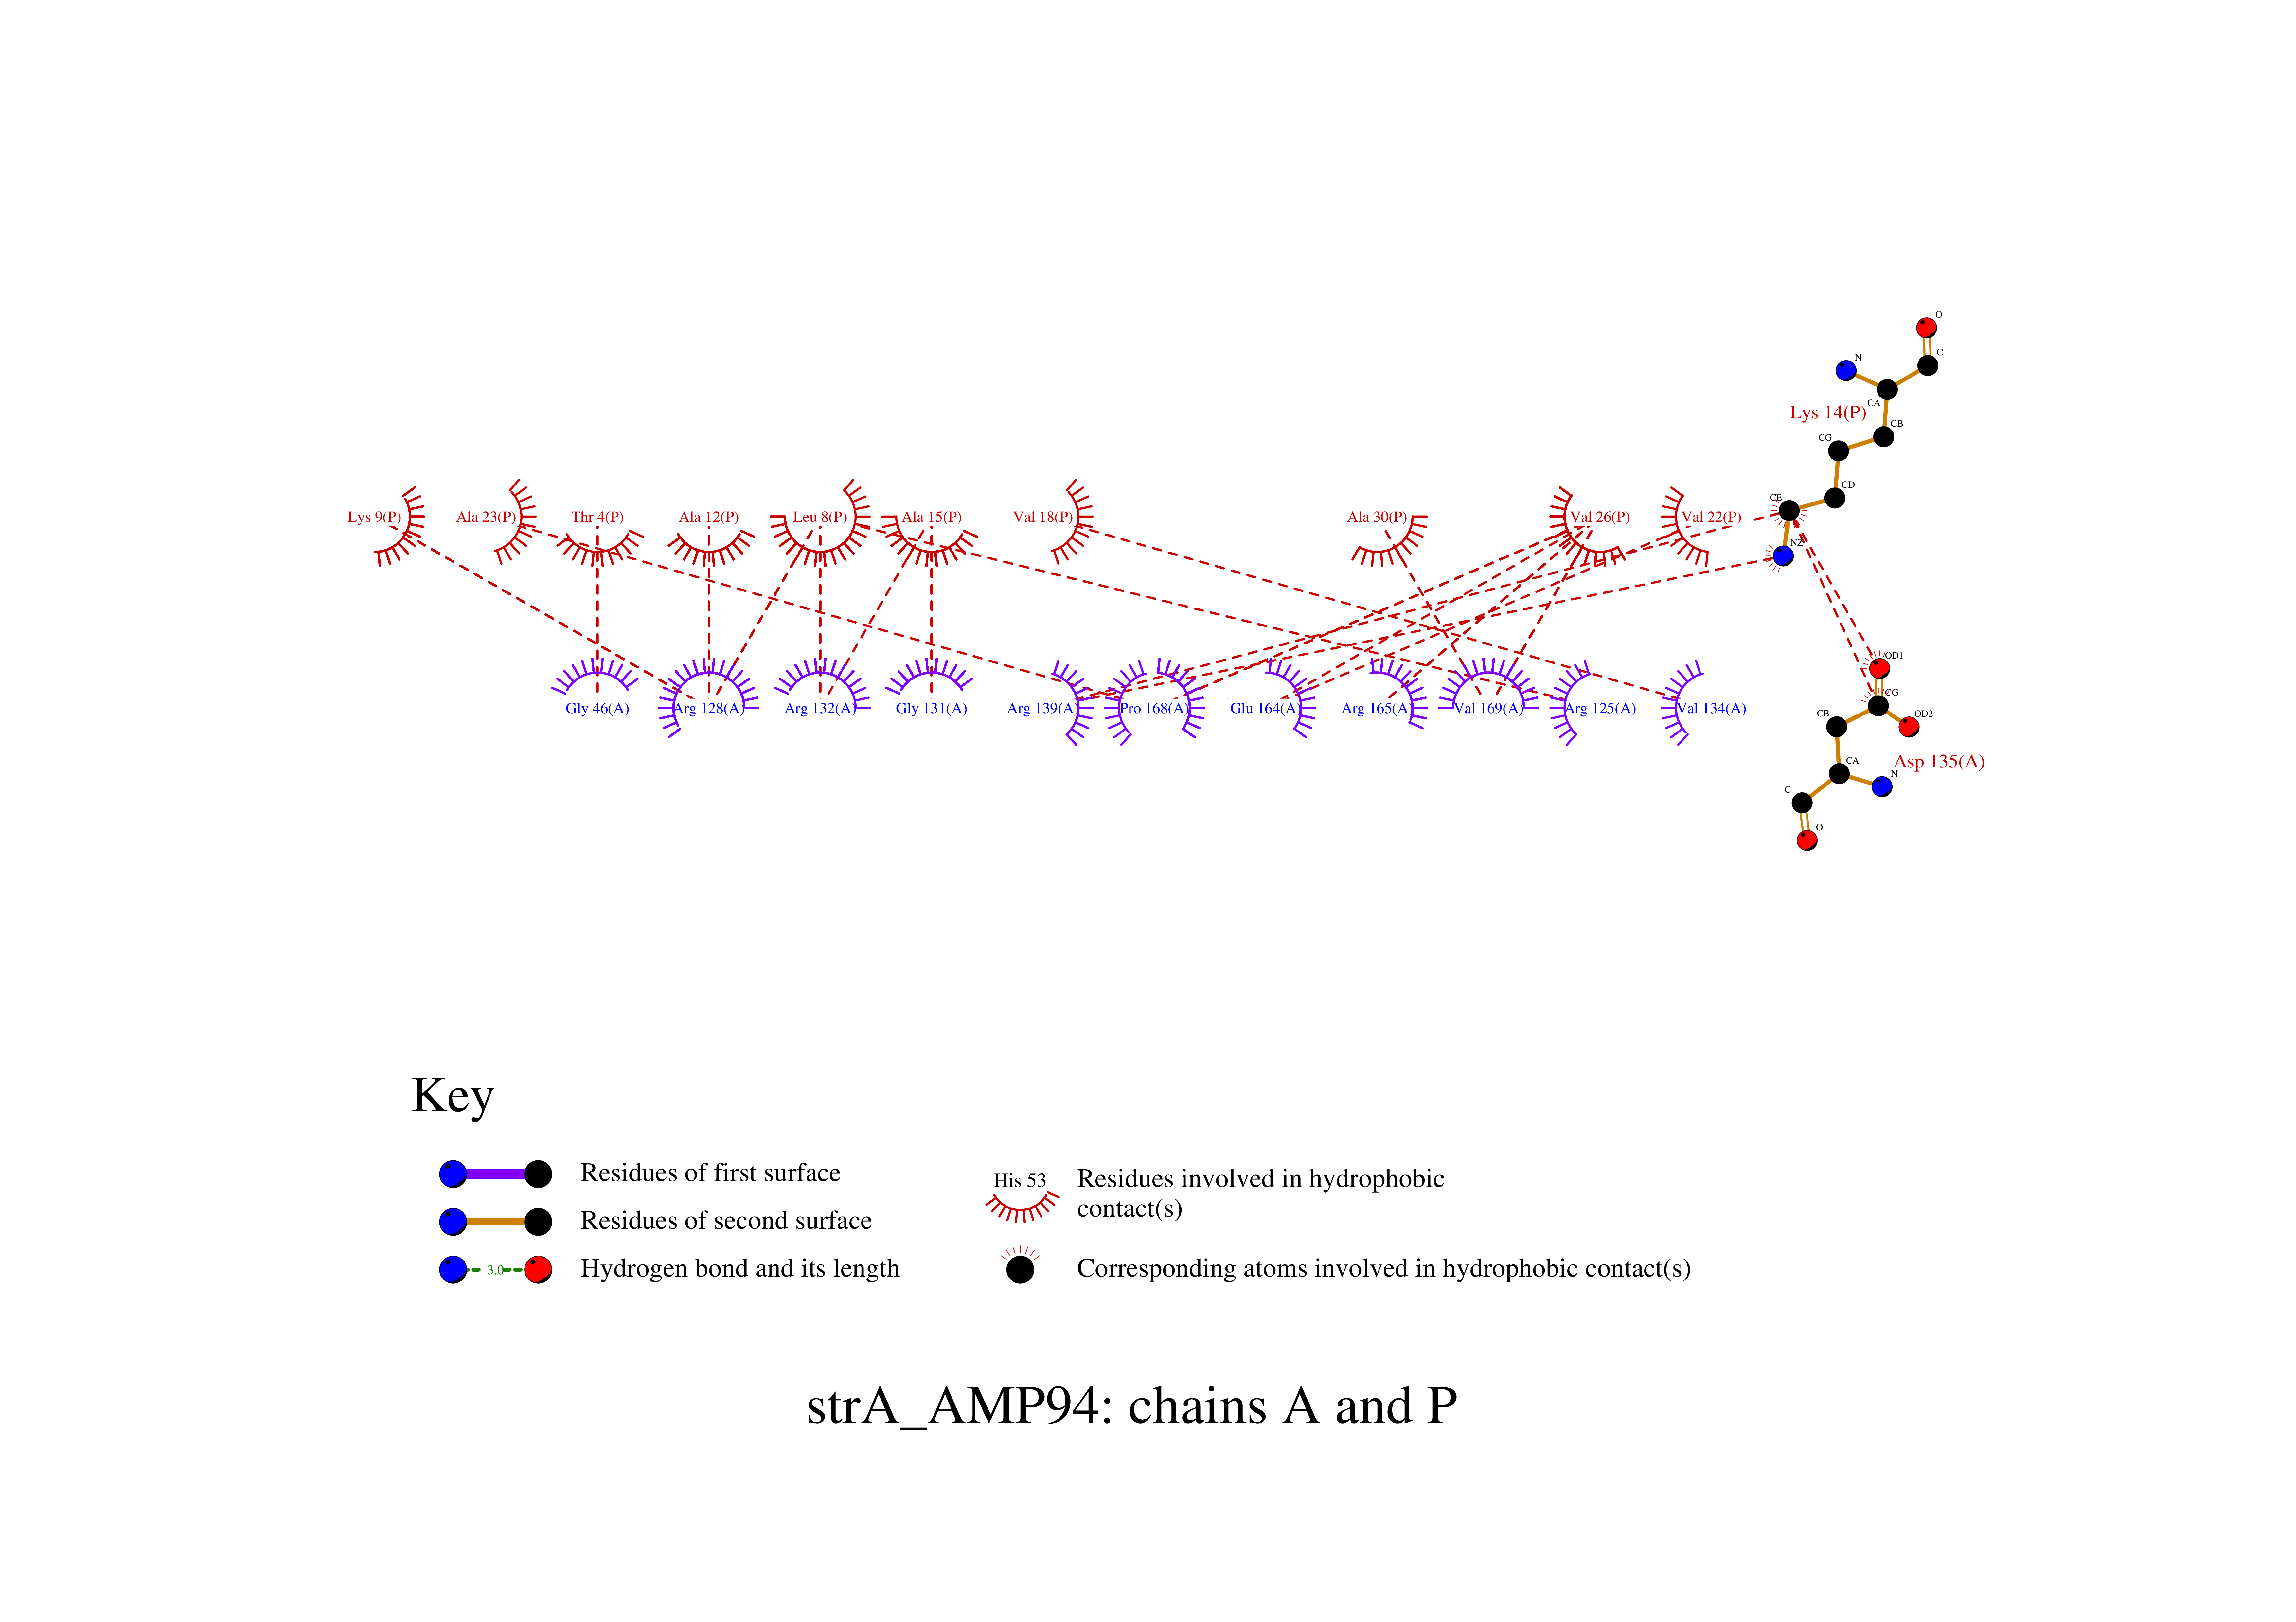 O
N
C
CA
Lys 14(P)
CB
CG
CD
CE
NZ
Lys 9(P) Ala 23(P) Thr 4(P) Ala 12(P) Leu 8(P) Ala 15(P) Val 18(P) Ala 30(P) Val 26(P) Val 22(P)
OD1
CG
Gly 46(A) Arg 128(A) Arg 132(A) Gly 131(A) Arg 139(A) Pro 168(A) Glu 164(A) Arg 165(A) Val 169(A) Arg 125(A) Val 134(A)
CB
OD2
Asp 135(A)
CA
N
C
O
Key
Residues of first surface
Residues of second surface
3.0
Hydrogen bond and its length
His 53
Residues involved in hydrophobic
contact(s)
Corresponding atoms involved in hydrophobic contact(s)
strA_AMP94: chains A and P